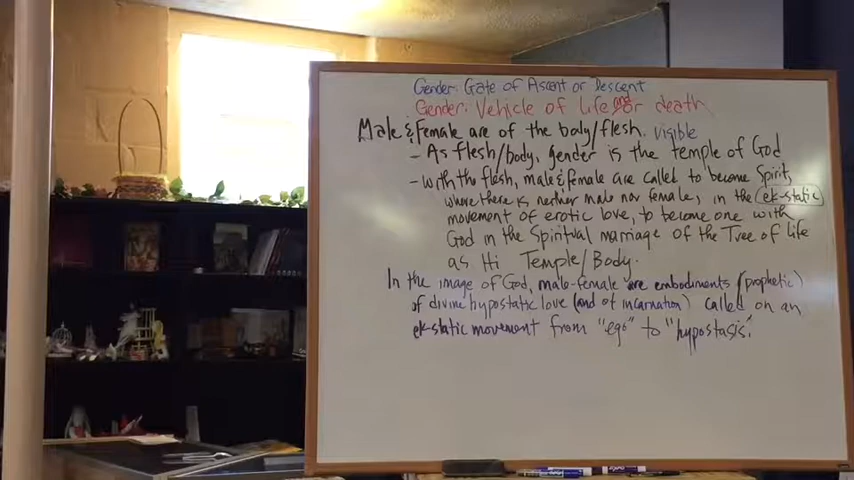 Gender: Gate of Ascent or Descent
Gender: Vehicle of Life and/or death
Male & Female are of the body/flesh. visible
- As flesh/body, gender is the temple of God
- With the flesh, male & female are called to become Spirit,
where there is neither male nor female, in the ek-static
movement of erotic love, to become one with
God in the Spiritual marriage of the Tree of Life
as Hi Temple/Body.
In the image of God, male-female are embodiments (prophetic)
of divine hypostatic love (and of incarnation) called on an
ek-static movement from "ego" to "hypostasis".